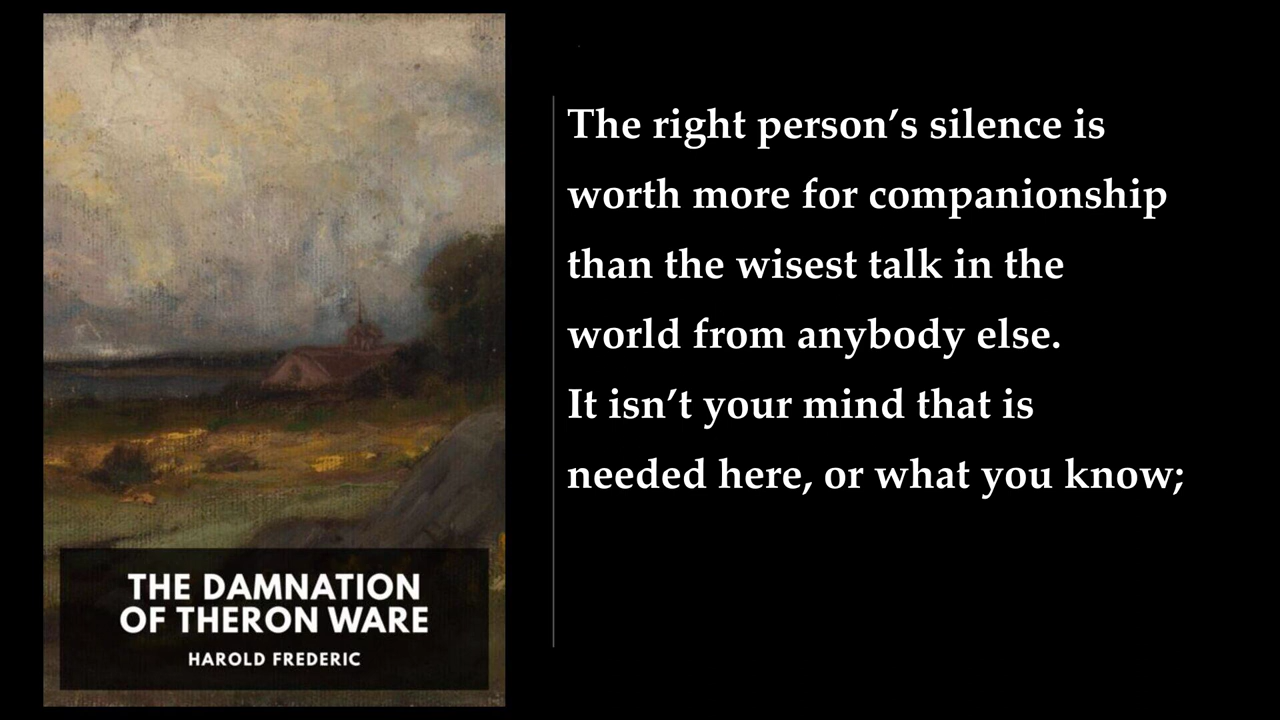 THE DAMNATION
OF THERON WARE
HAROLD FREDERIC
The right person’s silence is
worth more for companionship
than the wisest talk in the
world from anybody else.
It isn’t your mind that is
needed here, or what you know;